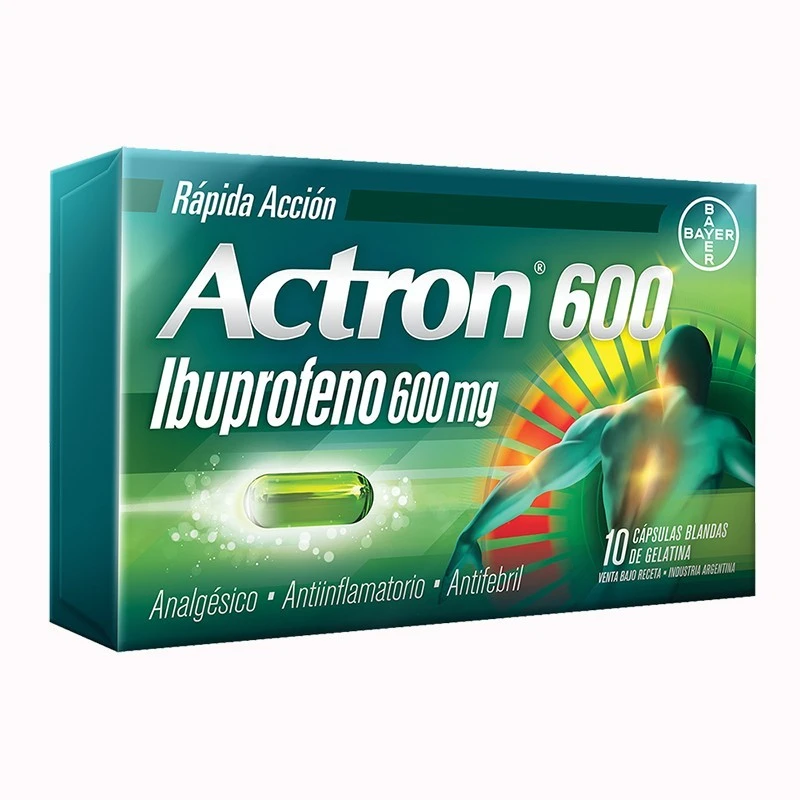 Rápida Acción
BAYER
BAYER
Actron® 600
Ibuprofeno 600 mg
10 CÁPSULAS BLANDAS
DE GELATINA
VENTA BAJO RECETA • INDUSTRIA ARGENTINA
Analgésico • Antiinflamatorio • Antifebril